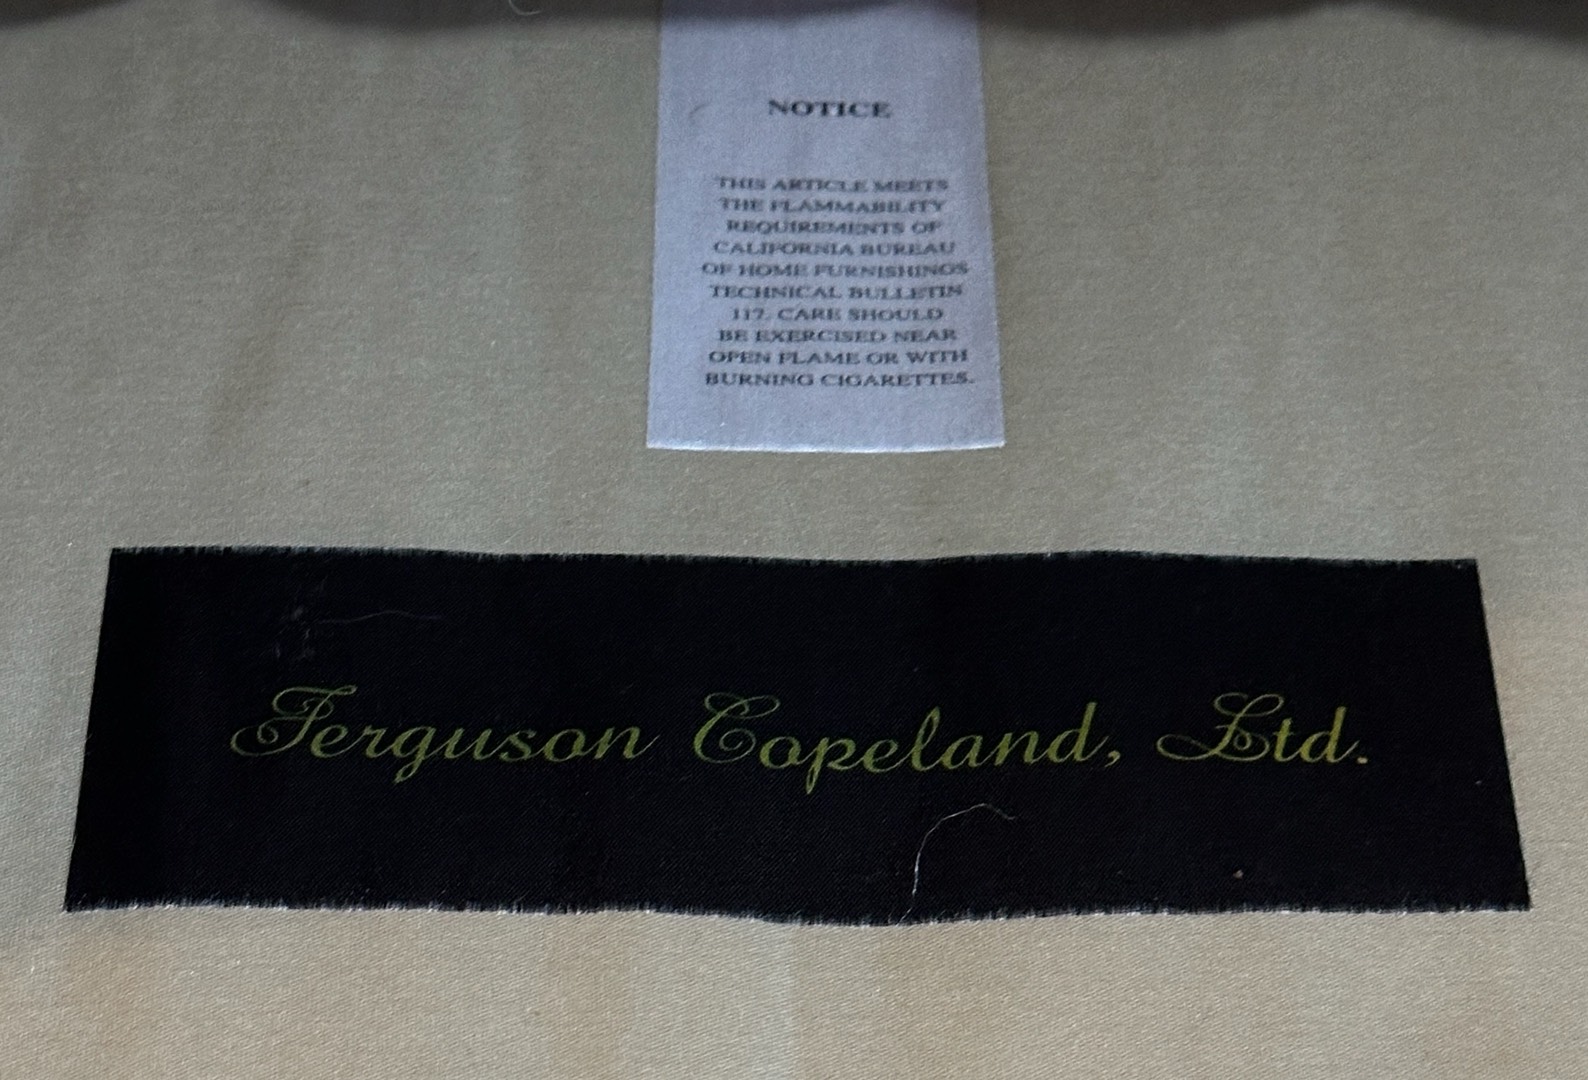 NOTICE
THIS ARTICLE MEETS
THE FLAMMABILITY
REQUIREMENTS OF
CALIFORNIA BUREAU
OF HOME FURNISHINGS
TECHNICAL BULLETIN
117. CARE SHOULD
BE EXERCISED NEAR
OPEN FLAME OR WITH
BURNING CIGARETTES.
Ferguson Copeland, Ltd.